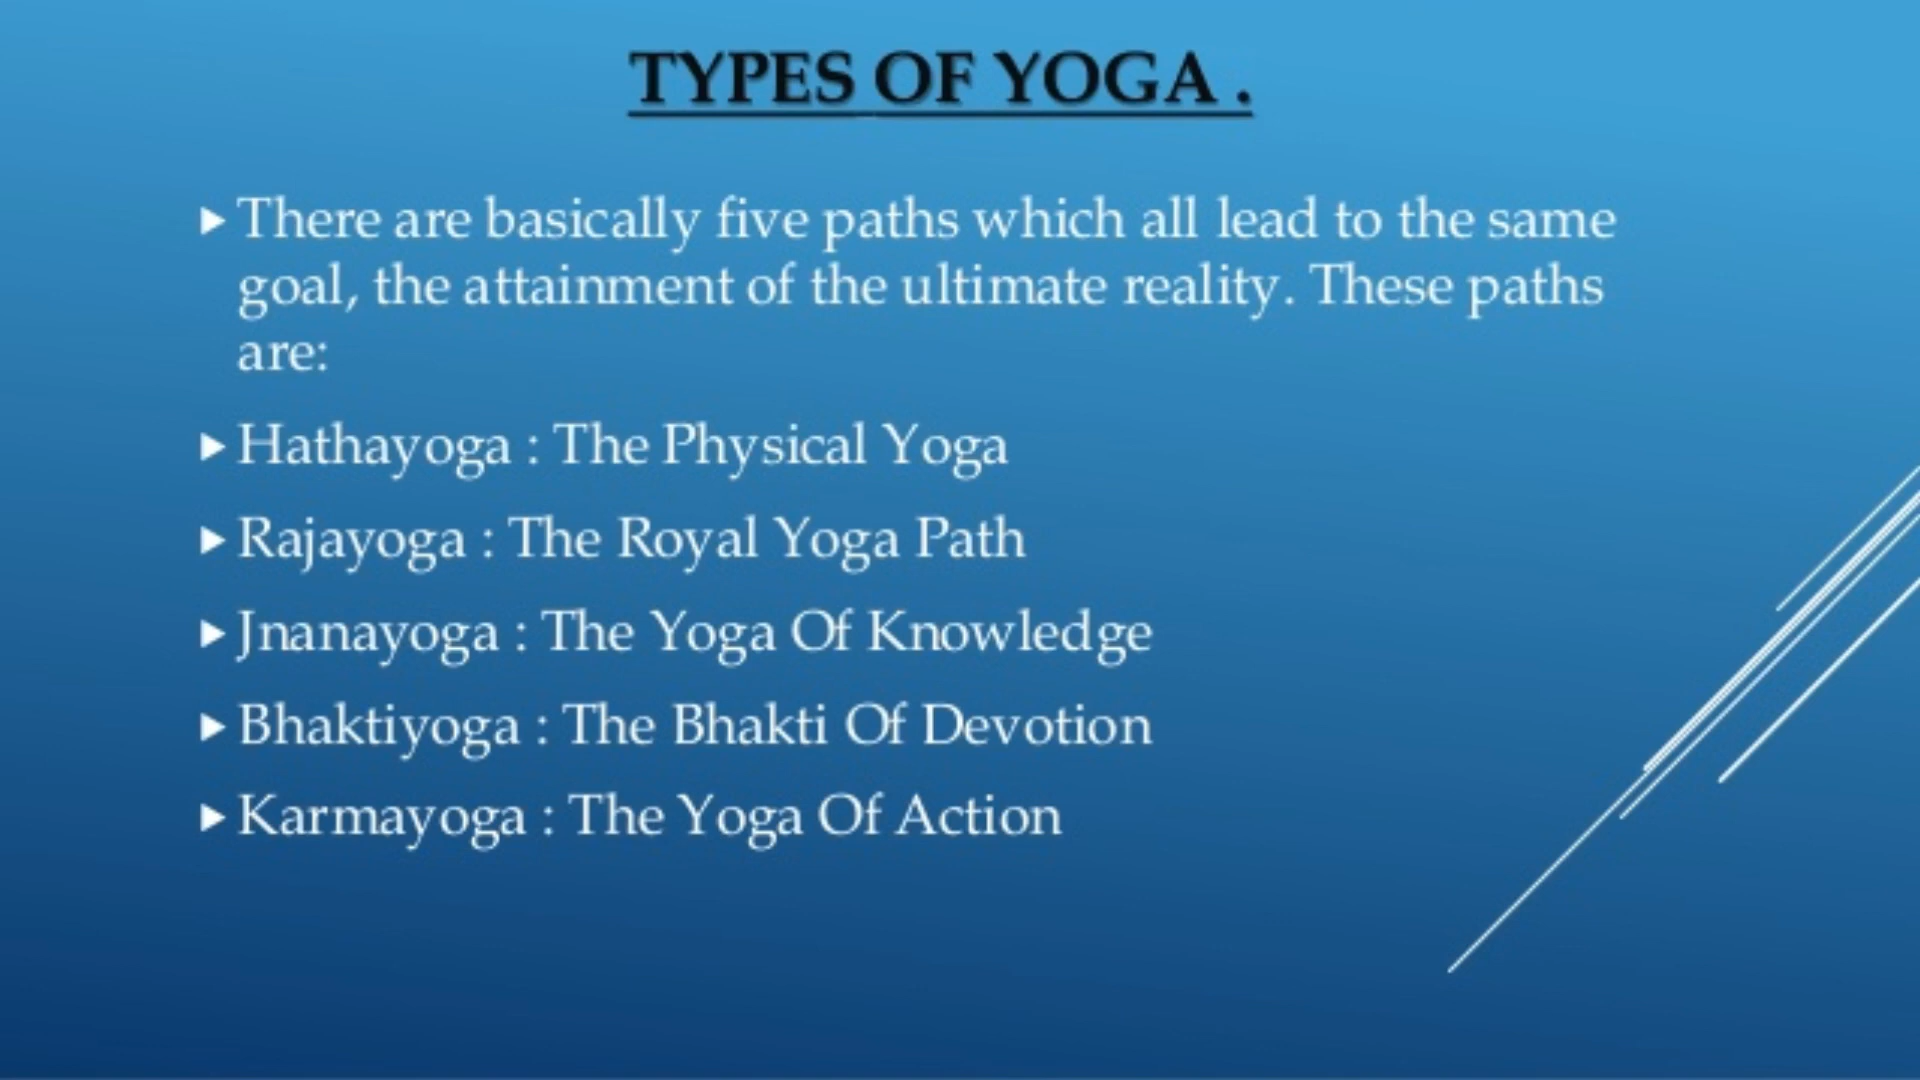 TYPES OF YOGA .
There are basically five paths which all lead to the same
goal, the attainment of the ultimate reality. These paths
are:
Hathayoga : The Physical Yoga
Rajayoga : The Royal Yoga Path
Jnanayoga : The Yoga Of Knowledge
Bhaktiyoga : The Bhakti Of Devotion
Karmayoga : The Yoga Of Action